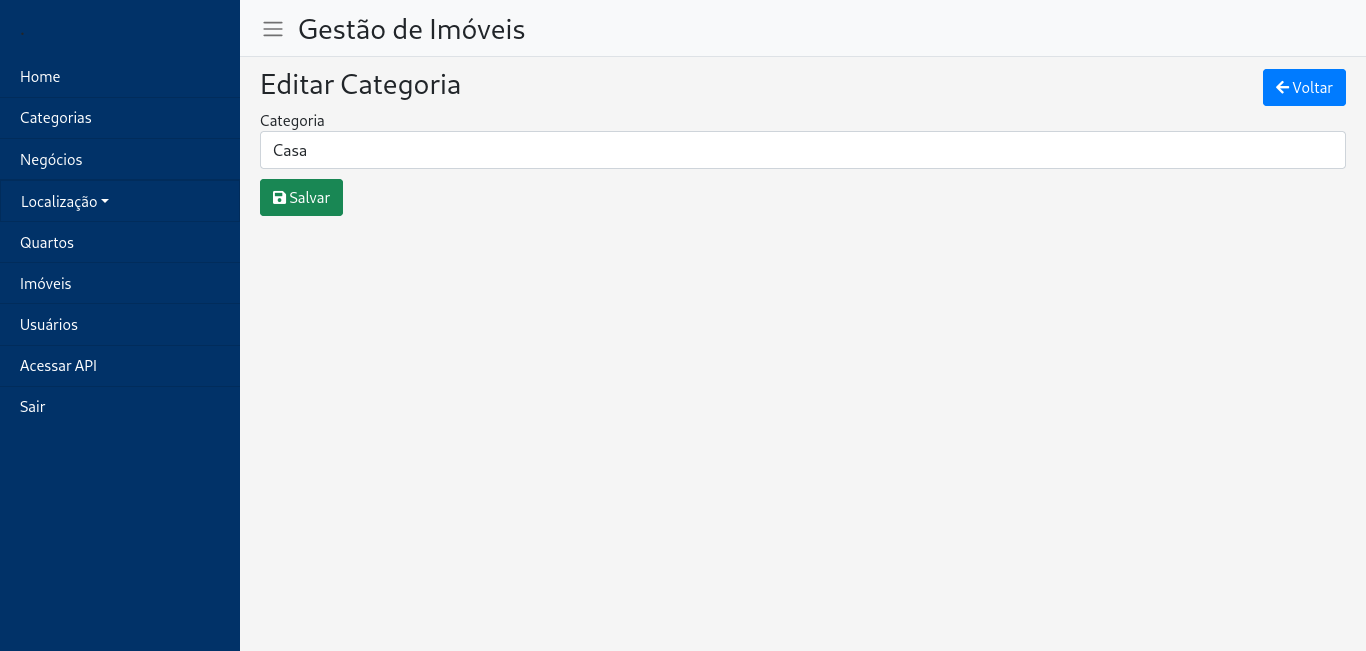 Gestão de Imóveis
Home
Categorias
Negócios
Localização
Quartos
Imóveis
Usuários
Acessar API
Sair
Editar Categoria
Voltar
Categoria
Casa
Salvar